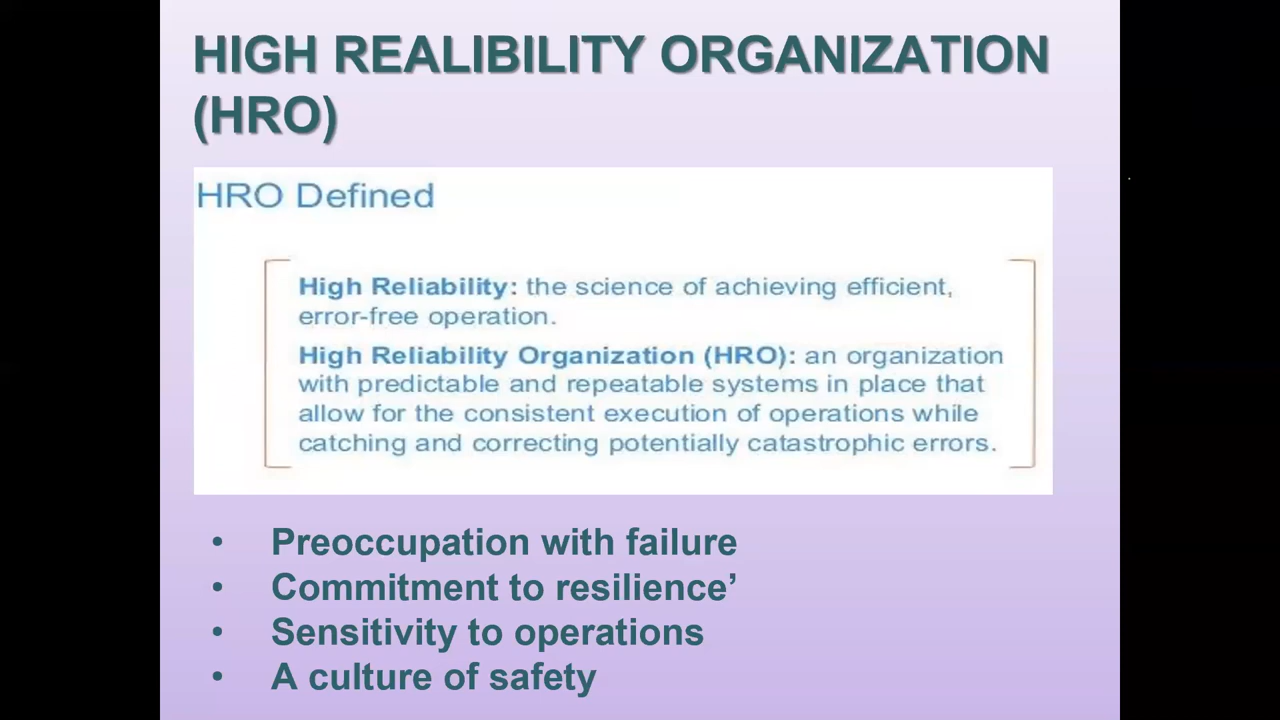 HIGH REALIBILITY ORGANIZATION
(HRO)
HRO Defined
High Reliability: the science of achieving efficient,
error-free operation.
High Reliability Organization (HRO): an organization
with predictable and repeatable systems in place that
allow for the consistent execution of operations while
catching and correcting potentially catastrophic errors.
• Preoccupation with failure
• Commitment to resilience’
• Sensitivity to operations
• A culture of safety